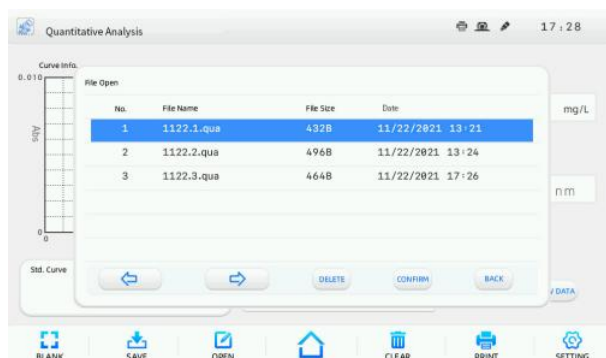 Quantitative Analysis 17:28
Curve Info.
0.010
File Open
No. File Name File Size Date
mg/L
1 1122.1.qua 432B 11/22/2021 13:21
Abs
2 1122.2.qua 496B 11/22/2021 13:24
3 1122.3.qua 464B 11/22/2021 17:26
nm
0
0
Std. Curve
DELETE CONFIRM BACK
DATA
BLANK SAVE OPEN CLEAR PRINT SETTING